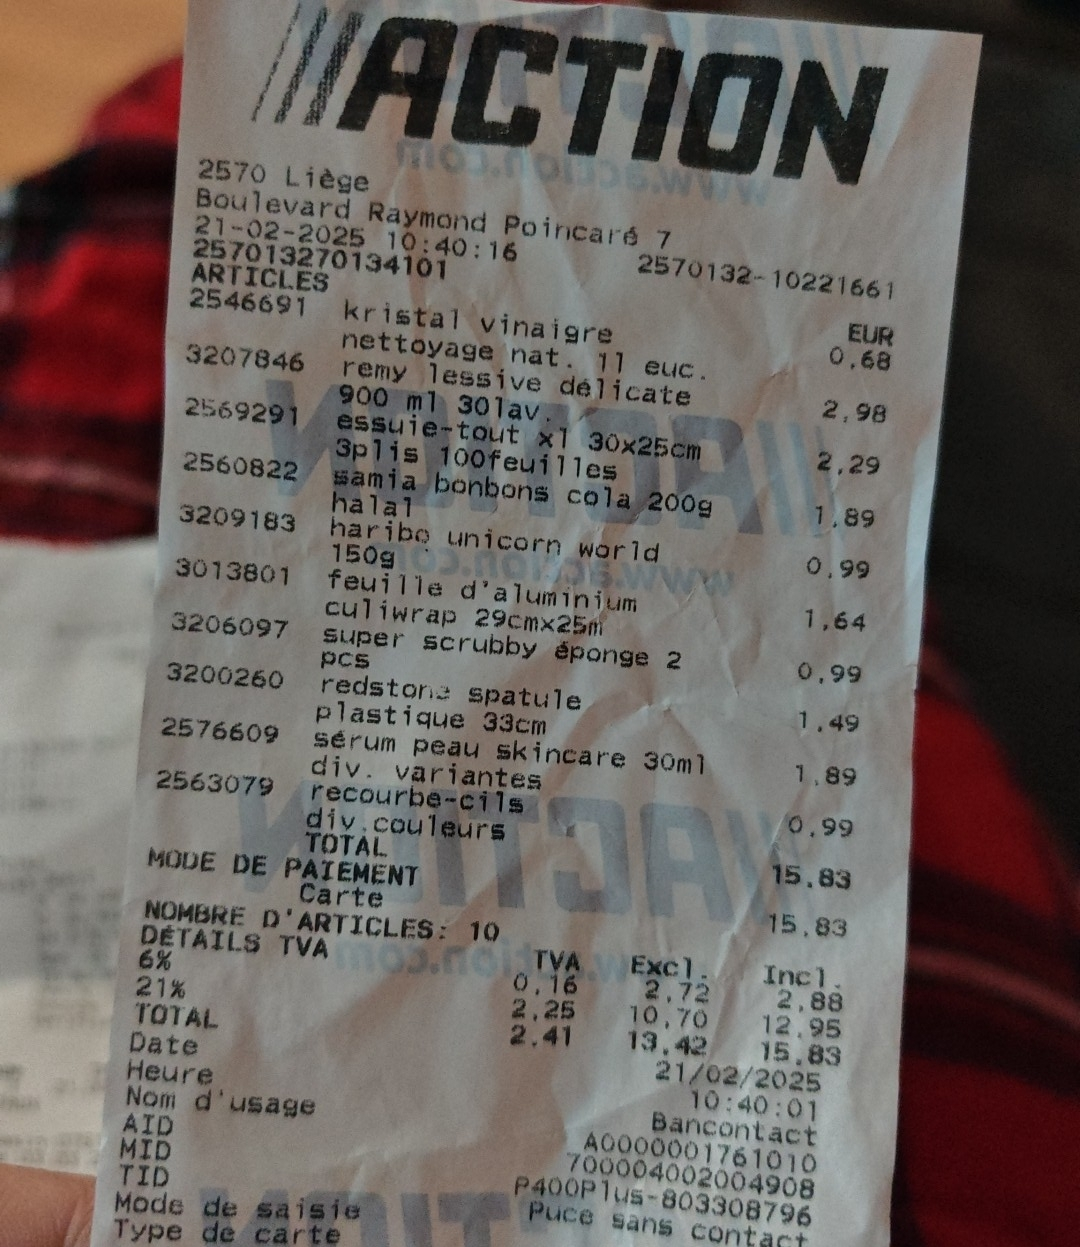 ///ACTION
2570 Liège
Boulevard Raymond Poincaré 7
21-02-2025 10:40:16 2570132-10221661
257013270134101
ARTICLES EUR
2546691 kristal vinaigre 0,68
nettoyage nat. 1l euc.
3207846 remy lessive délicate 2,98
900 ml 30lav.
2569291 essuie-tout x1 30x25cm 2,29
3plis 100feuilles
2560822 samia bonbons cola 200g 1,89
halal
3209183 haribo unicorn world 0,99
150g
3013801 feuille d'aluminium 1,64
culiwrap 29cmx25m
3206097 super scrubby éponge 2 0,99
pcs
3200260 redstone spatule 1,49
plastique 33cm
2576609 sérum peau skincare 30ml 1,89
div. variantes
2563079 recourbe-cils 0,99
div.couleurs
TOTAL 15,83
MODE DE PAIEMENT
Carte 15,83
NOMBRE D'ARTICLES: 10
DÉTAILS TVA TVA Excl. Incl.
6% 0,16 2,72 2,88
21% 2,25 10,70 12,95
TOTAL 2,41 13,42 15,83
Date 21/02/2025
Heure 10:40:01
Nom d'usage Bancontact
AID A0000001761010
MID 700004002004908
TID P400Plus-803308796
Mode de saisie Puce sans contact
Type de carte